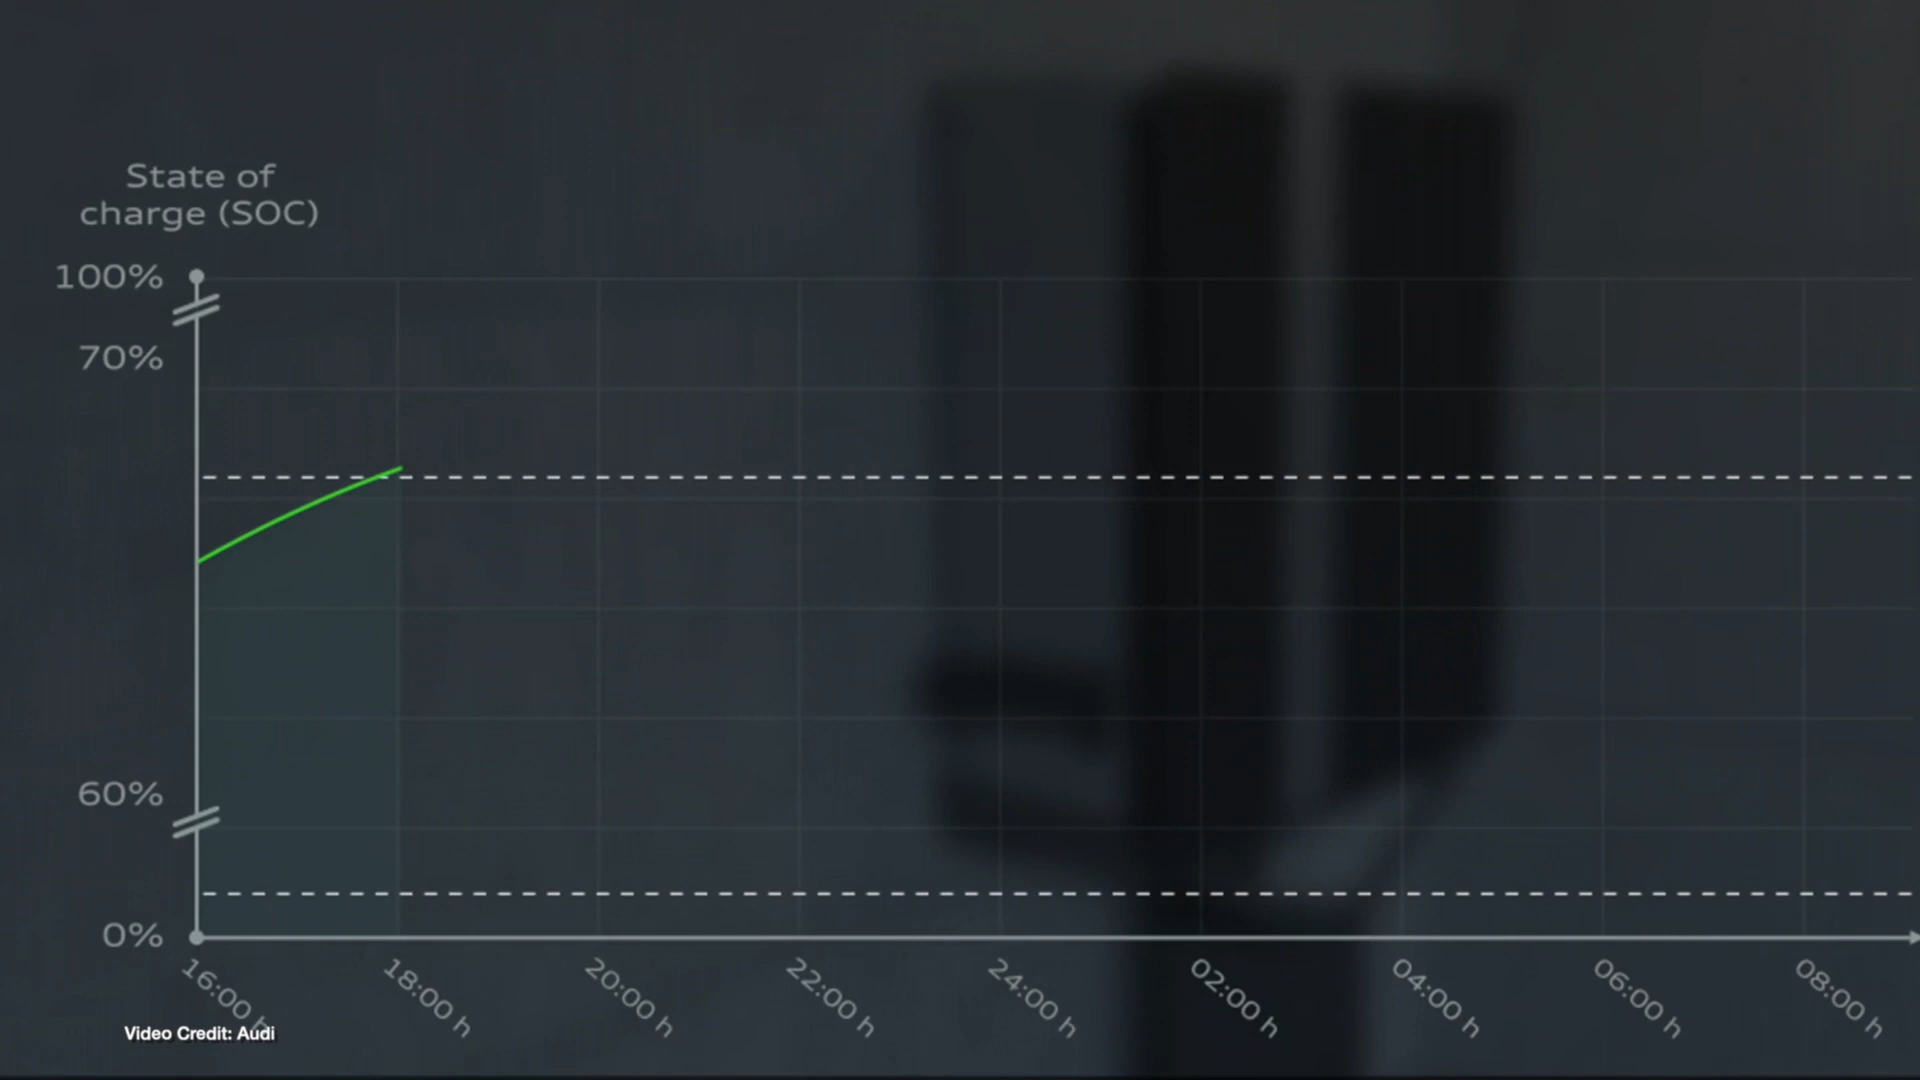 State of
charge (SOC)
100%
70%
60%
0%
16:00 h
18:00 h
20:00 h
22:00 h
24:00 h
02:00 h
04:00 h
06:00 h
08:00 h
Video Credit: Audi